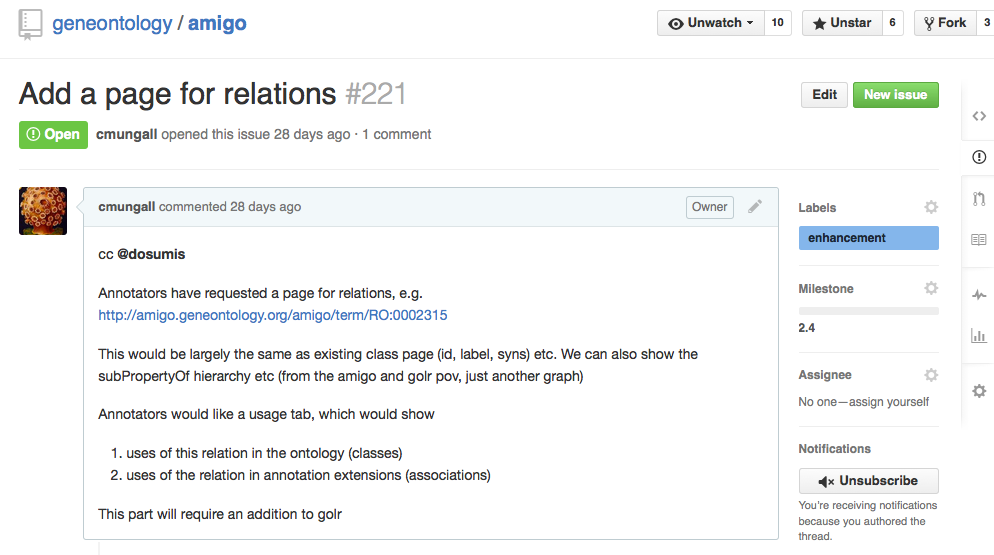 geneontology / amigo
Unwatch 10 Unstar 6 Fork 3
Add a page for relations #221
Edit New issue
Open cmungall opened this issue 28 days ago · 1 comment
cmungall commented 28 days ago Owner
cc @dosumis
Annotators have requested a page for relations, e.g.
http://amigo.geneontology.org/amigo/term/RO:0002315
This would be largely the same as existing class page (id, label, syns) etc. We can also show the
subPropertyOf hierarchy etc (from the amigo and golr pov, just another graph)
Annotators would like a usage tab, which would show
1. uses of this relation in the ontology (classes)
2. uses of the relation in annotation extensions (associations)
This part will require an addition to golr
Labels
enhancement
Milestone
2.4
Assignee
No one—assign yourself
Notifications
Unsubscribe
You're receiving notifications
because you authored the
thread.